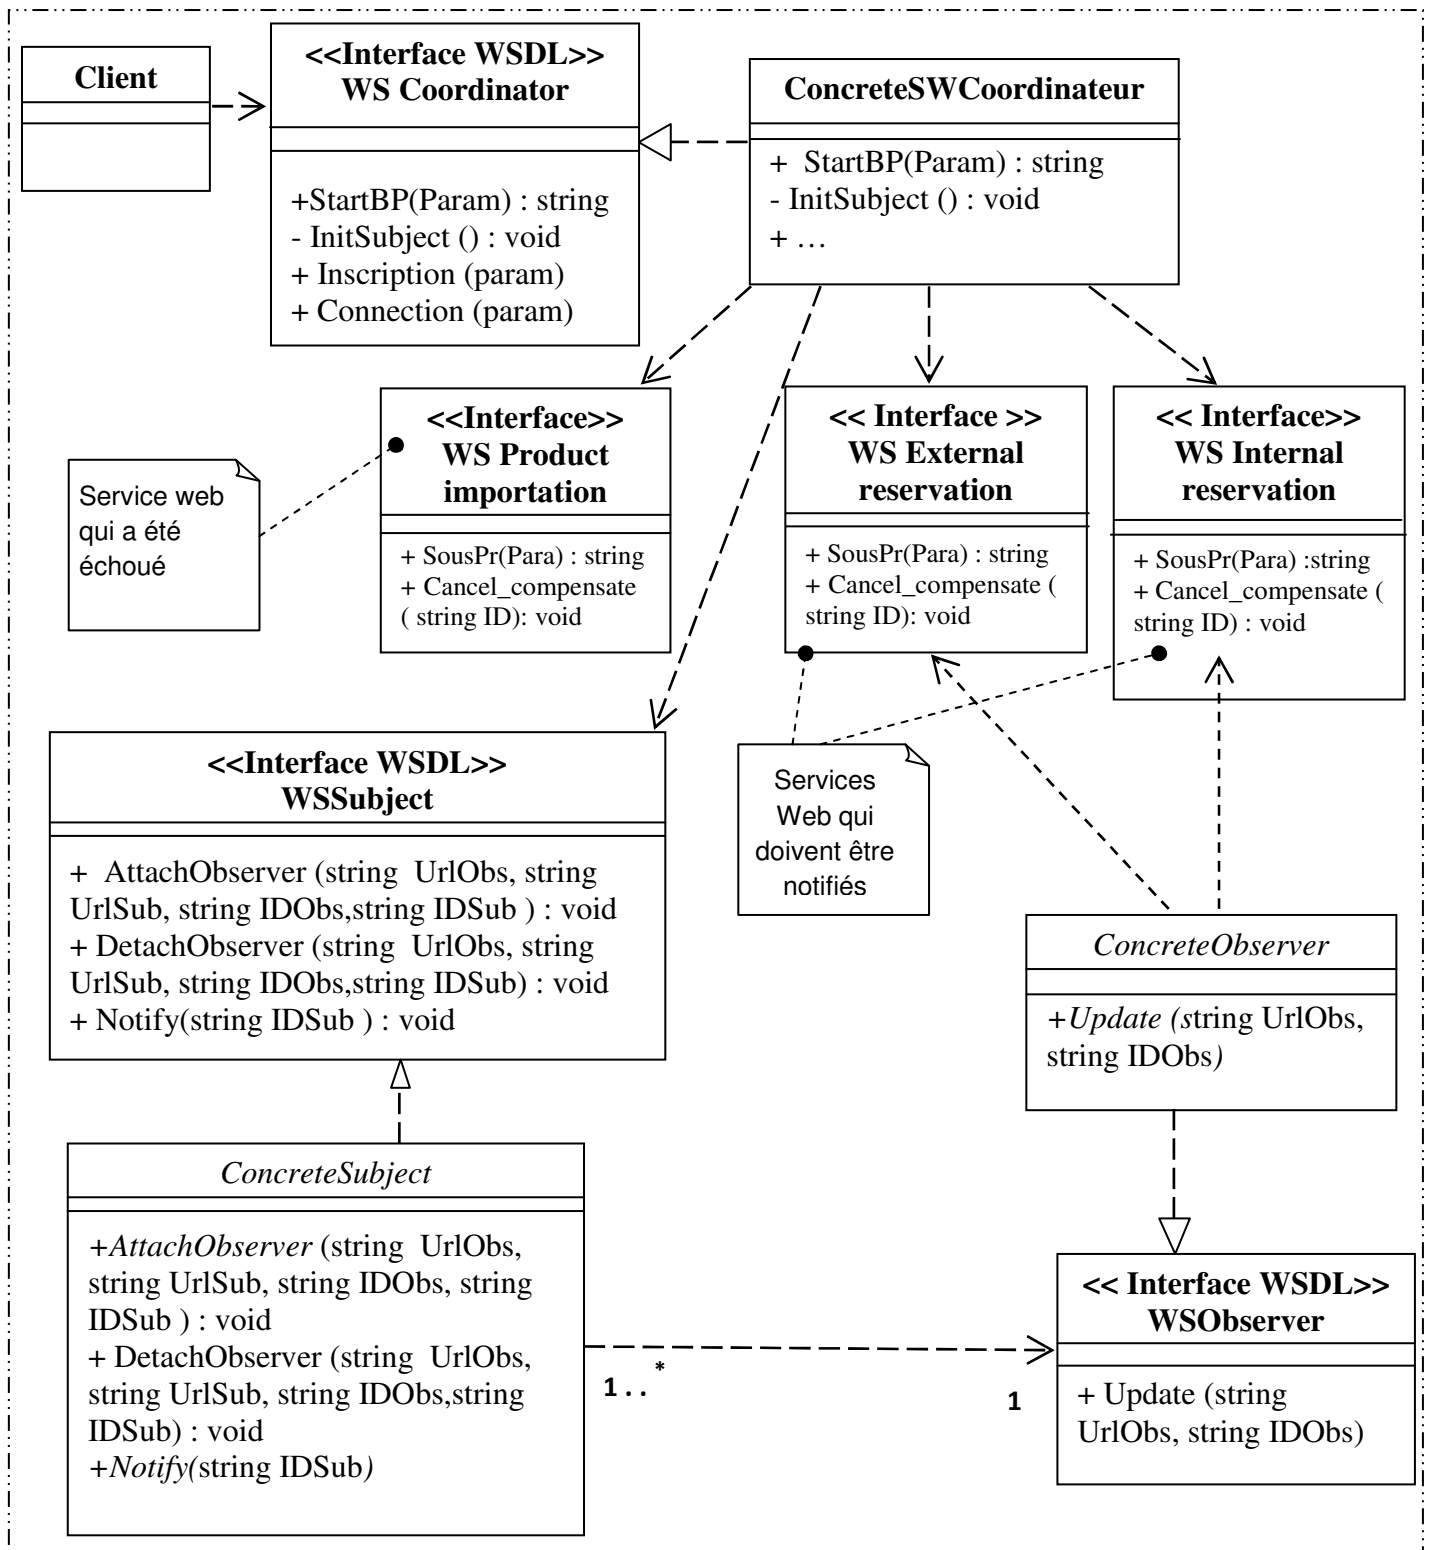 Client
<<Interface WSDL>>
WS Coordinator
+StartBP(Param) : string
- InitSubject () : void
+ Inscription (param)
+ Connection (param)
ConcreteSWCoordinateur
+  StartBP(Param) : string
- InitSubject () : void
+ …
<<Interface>>
WS Product
importation
+ SousPr(Para) : string
+ Cancel_compensate
( string ID): void
<< Interface >>
WS External
reservation
+ SousPr(Para) : string
+ Cancel_compensate (
string ID): void
<< Interface>>
WS Internal
reservation
+ SousPr(Para) :string
+ Cancel_compensate (
string ID) : void
Service web
qui a été
échoué
<<Interface WSDL>>
WSSubject
+  AttachObserver (string  UrlObs, string
UrlSub, string IDObs,string IDSub ) : void
+ DetachObserver (string  UrlObs, string
UrlSub, string IDObs,string IDSub) : void
+ Notify(string IDSub ) : void
Services
Web qui
doivent être
notifiés
ConcreteObserver
+Update (string UrlObs,
string IDObs)
ConcreteSubject
+AttachObserver (string  UrlObs,
string UrlSub, string IDObs, string
IDSub ) : void
+ DetachObserver (string  UrlObs,
string UrlSub, string IDObs,string
IDSub) : void
+Notify(string IDSub)
1 . . *
1
<< Interface WSDL>>
WSObserver
+ Update (string
UrlObs, string IDObs)